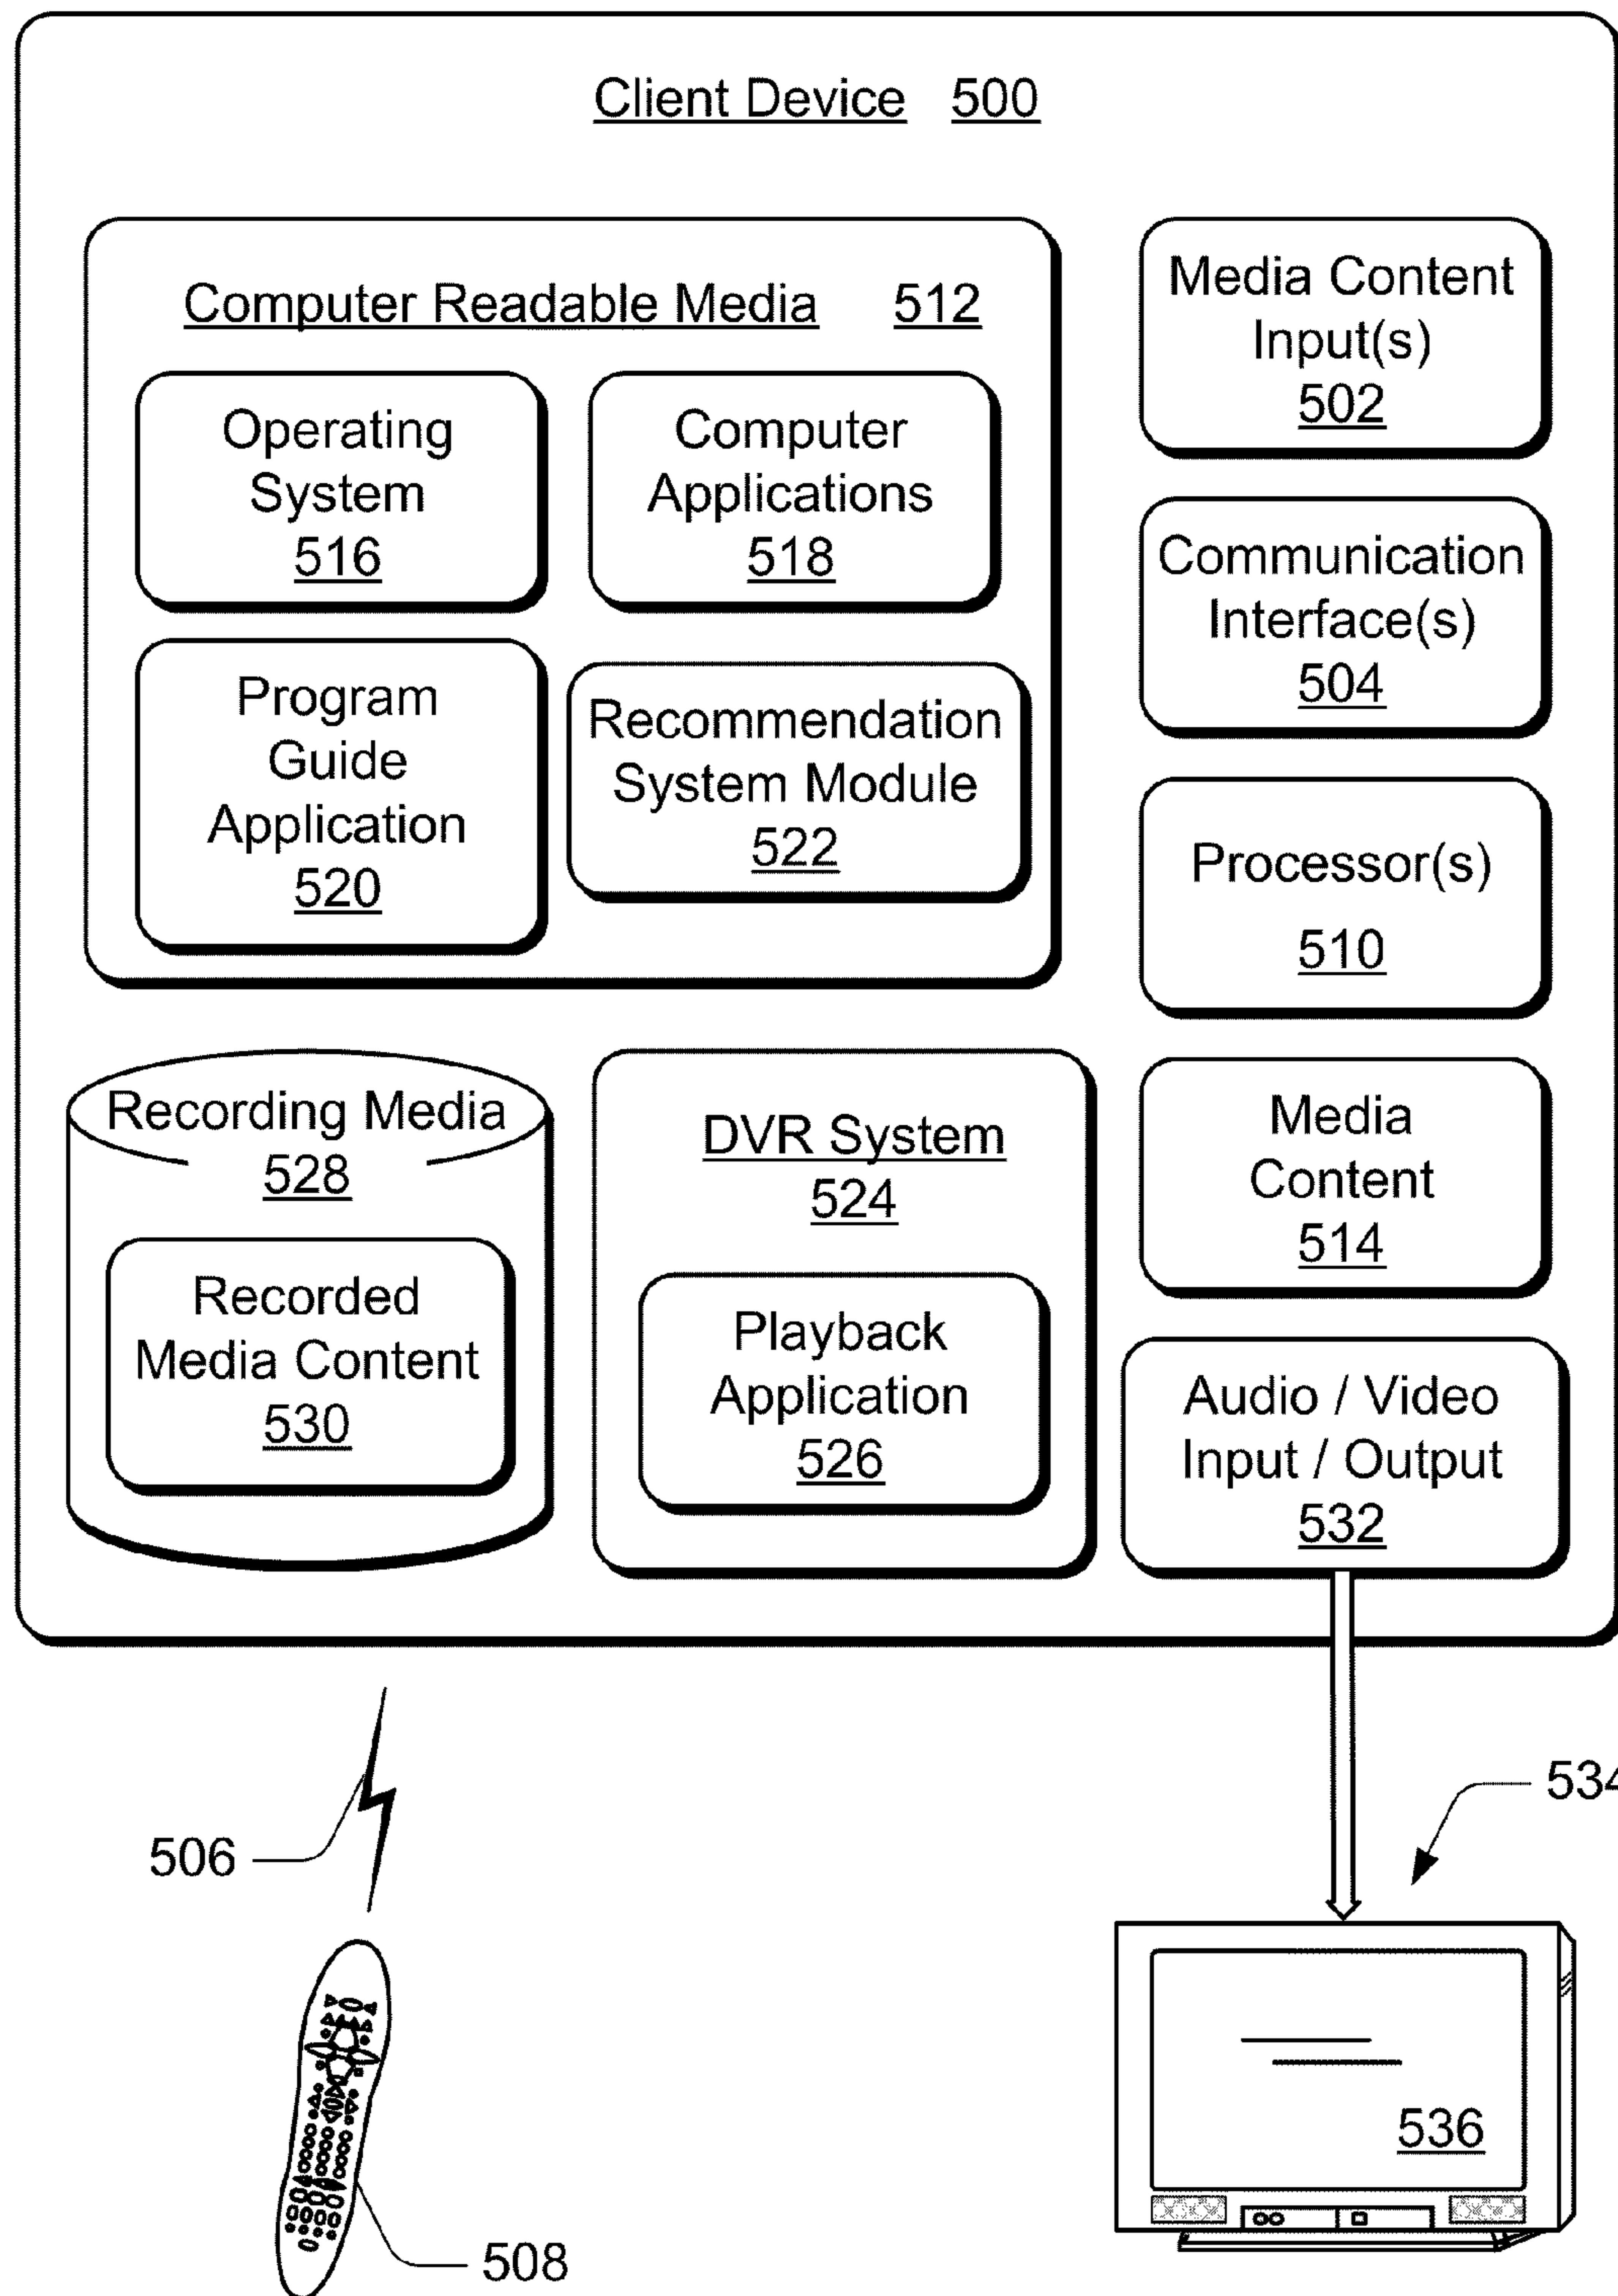 Client Device 500
Computer Readable Media 512
Operating
System
516
Computer
Applications
518
Program
Guide
Application
520
Recommendation
System Module
522
Media Content
Input(s)
502
Communication
Interface(s)
504
Processor(s)
510
Recording Media
528
Recorded
Media Content
530
DVR System
524
Playback
Application
526
Media
Content
514
Audio / Video
Input / Output
532
506
508
534
536